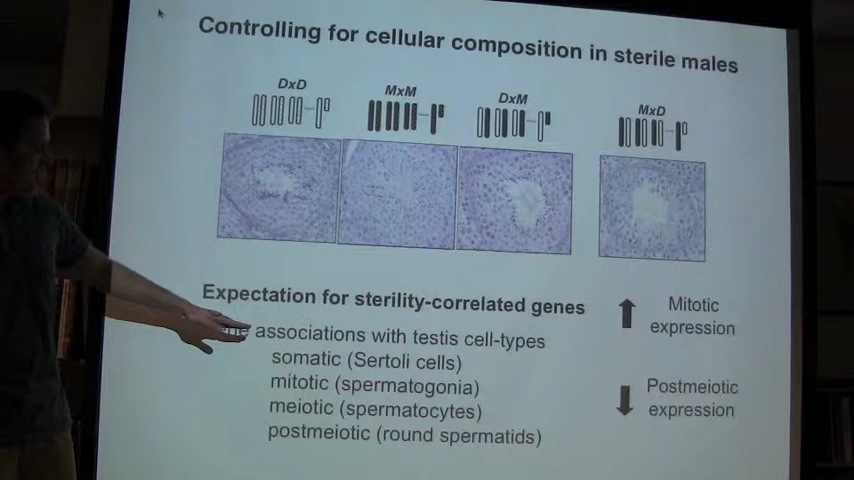 Controlling for cellular composition in sterile males
DxD MxM DxM MxD
Expectation for sterility-correlated genes
associations with testis cell-types
somatic (Sertoli cells)
mitotic (spermatogonia)
meiotic (spermatocytes)
postmeiotic (round spermatids)
Mitotic
expression
Postmeiotic
expression